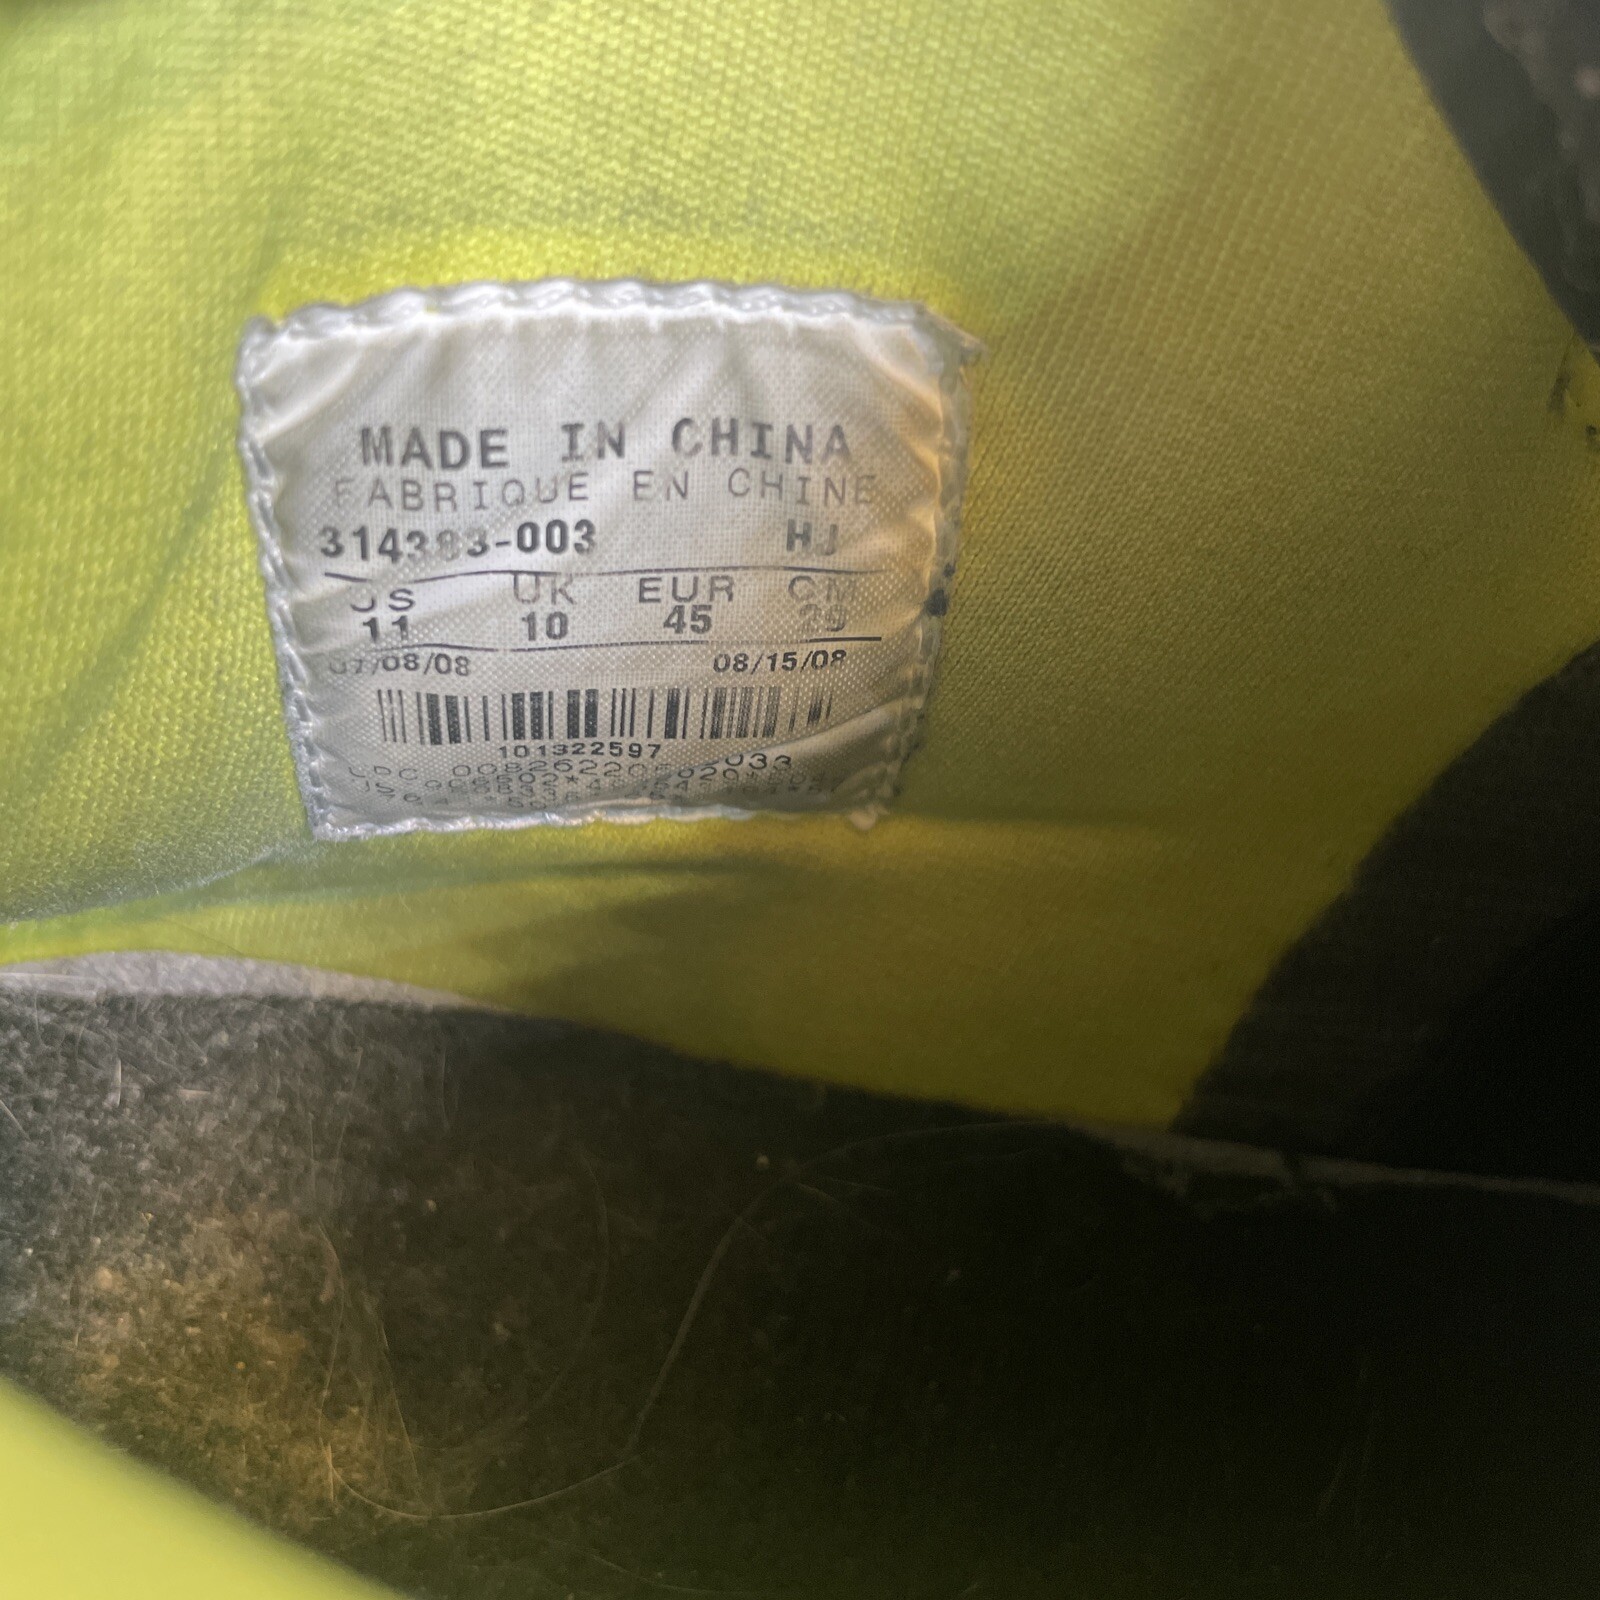 MADE IN CHINA
FABRIQUE EN CHINE
314383-003 HJ
US UK EUR CM
11 10 45 29
07/08/08 08/15/08
101322597
UPC